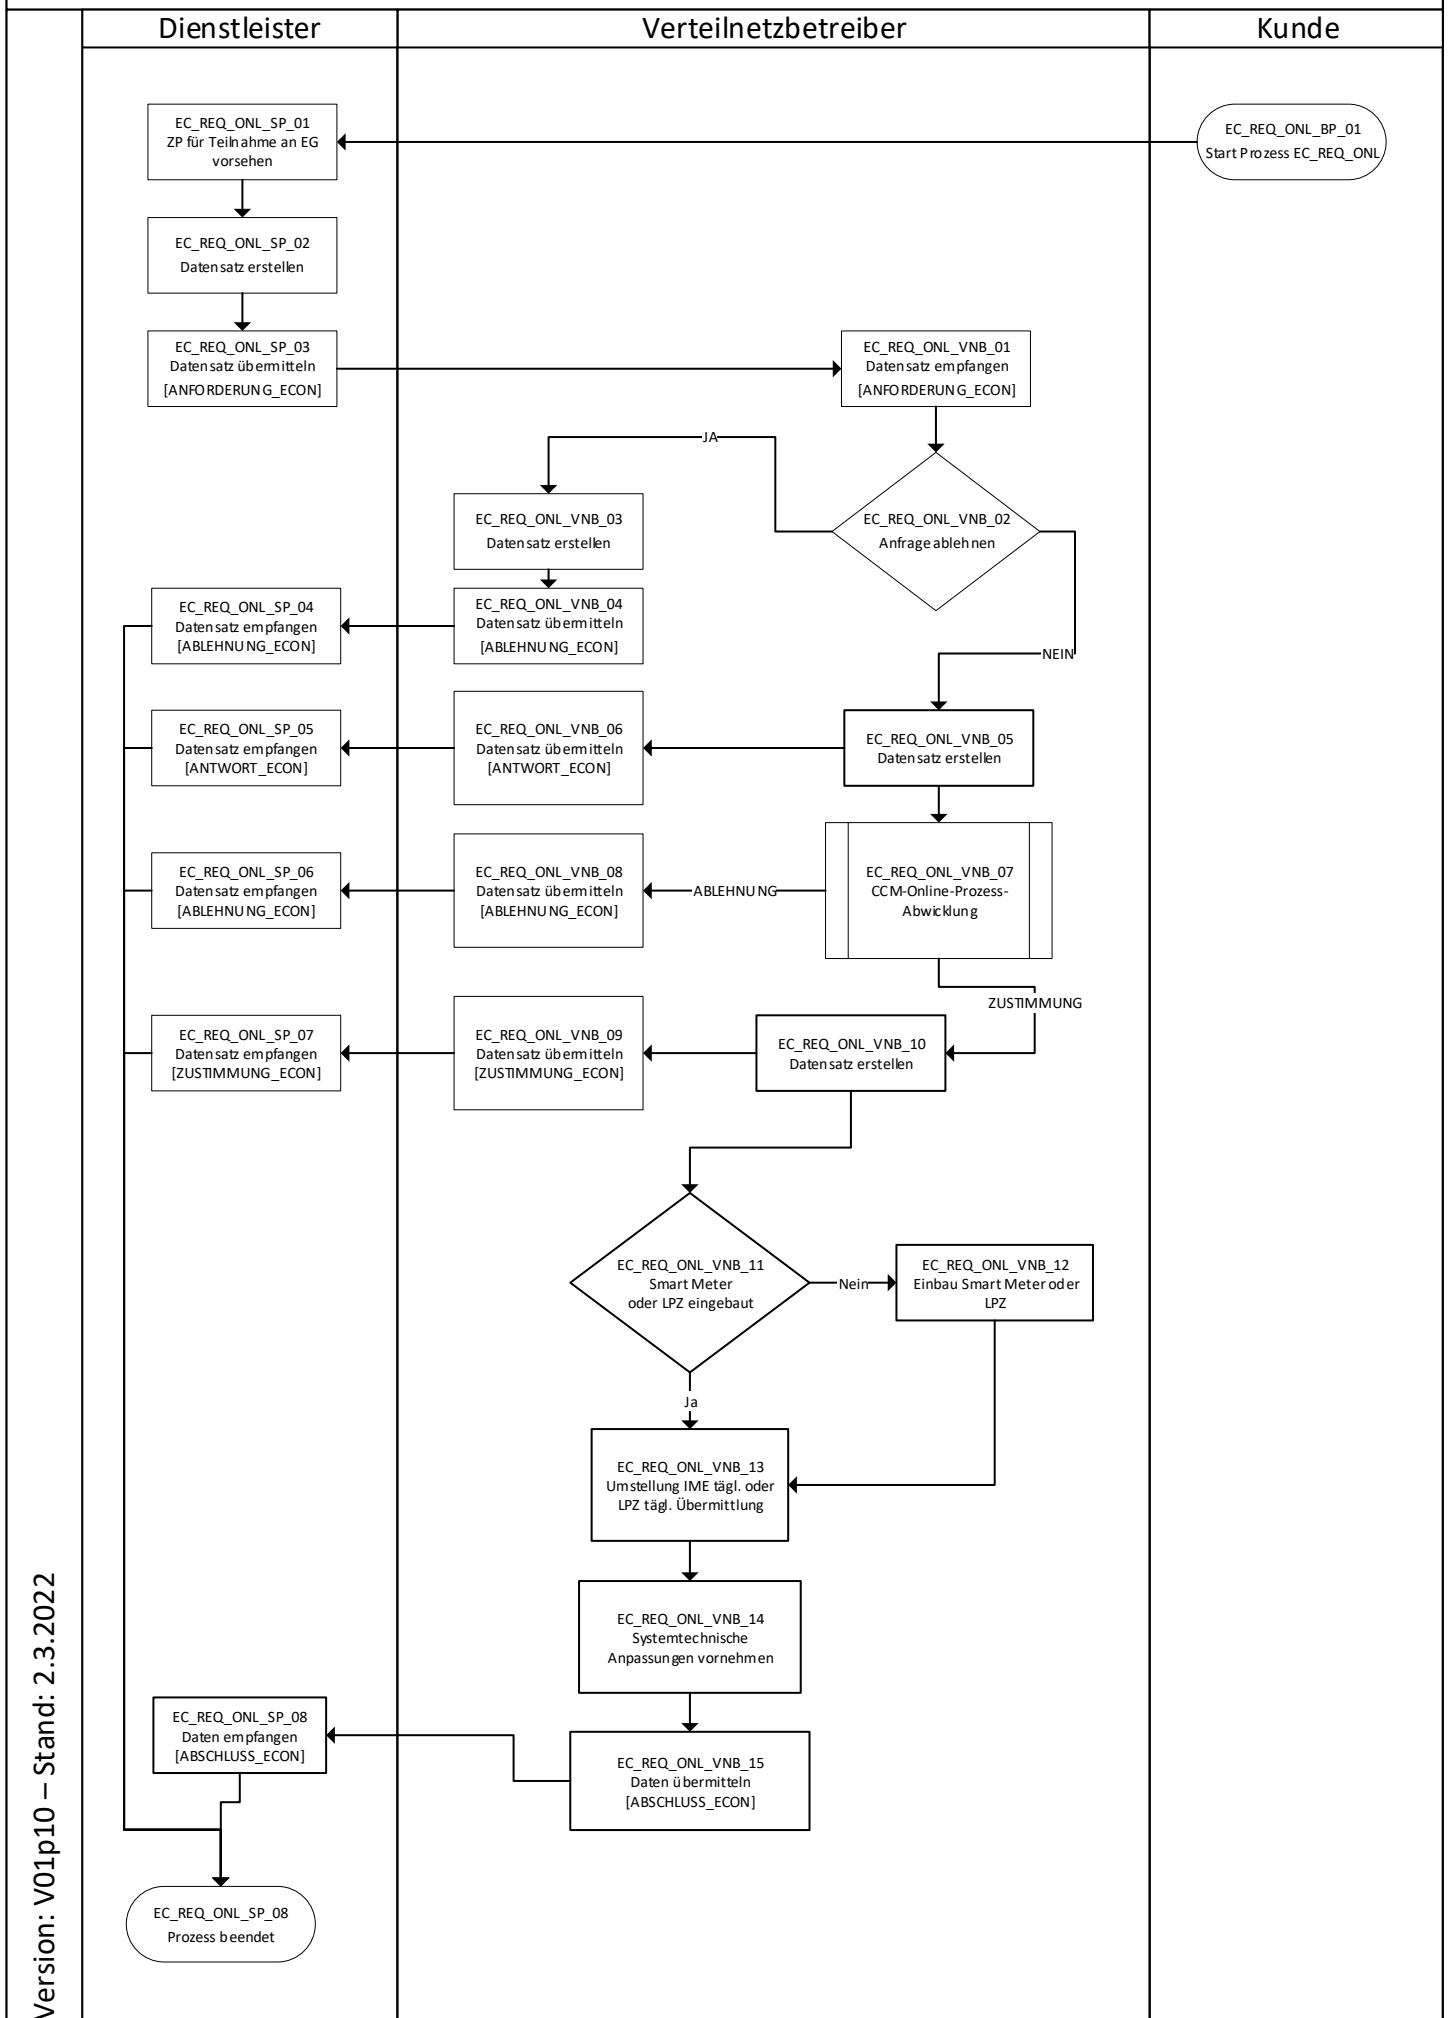 Dienstleister
Verteilnetzbetreiber
Kunde
EC_REQ_ONL_SP_01
ZP für Teilnahme an EG
vorsehen
EC_REQ_ONL_BP_01
Start Prozess EC_REQ_ONL
EC_REQ_ONL_SP_02
Datensatz erstellen
EC_REQ_ONL_SP_03
Datensatz übermitteln
[ANFORDERUNG_ECON]
EC_REQ_ONL_VNB_01
Datensatz empfangen
[ANFORDERUNG_ECON]
JA
EC_REQ_ONL_VNB_02
Anfrage ablehnen
EC_REQ_ONL_VNB_03
Datensatz erstellen
EC_REQ_ONL_SP_04
Datensatz empfangen
[ABLEHNUNG_ECON]
EC_REQ_ONL_VNB_04
Datensatz übermitteln
[ABLEHNUNG_ECON]
NEIN
EC_REQ_ONL_SP_05
Datensatz empfangen
[ANTWORT_ECON]
EC_REQ_ONL_VNB_06
Datensatz übermitteln
[ANTWORT_ECON]
EC_REQ_ONL_VNB_05
Datensatz erstellen
EC_REQ_ONL_SP_06
Datensatz empfangen
[ABLEHNUNG_ECON]
EC_REQ_ONL_VNB_08
Datensatz übermitteln
[ABLEHNUNG_ECON]
ABLEHNUNG
EC_REQ_ONL_VNB_07
CCM-Online-Prozess-
Abwicklung
ZUSTIMMUNG
EC_REQ_ONL_SP_07
Datensatz empfangen
[ZUSTIMMUNG_ECON]
EC_REQ_ONL_VNB_09
Datensatz übermitteln
[ZUSTIMMUNG_ECON]
EC_REQ_ONL_VNB_10
Datensatz erstellen
EC_REQ_ONL_VNB_11
Smart Meter
oder LPZ eingebaut
Nein
EC_REQ_ONL_VNB_12
Einbau Smart Meter oder
LPZ
Ja
EC_REQ_ONL_VNB_13
Umstellung IME tägl. oder
LPZ tägl. Übermittlung
EC_REQ_ONL_VNB_14
Systemtechnische
Anpassungen vornehmen
EC_REQ_ONL_SP_08
Daten empfangen
[ABSCHLUSS_ECON]
EC_REQ_ONL_VNB_15
Daten übermitteln
[ABSCHLUSS_ECON]
EC_REQ_ONL_SP_08
Prozess beendet
Version: V01p10 – Stand: 2.3.2022